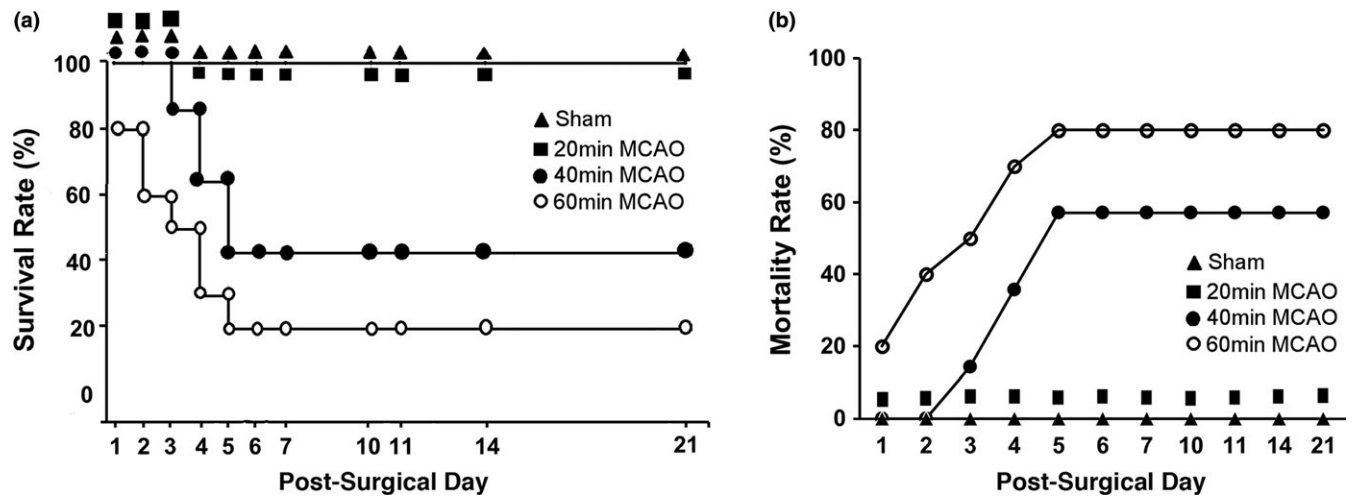 (a)
Survival Rate (%)
100
80
60
40
20
0
▲ Sham
■ 20min MCAO
● 40min MCAO
○ 60min MCAO
1 2 3 4 5 6 7 10 11 14 21
Post-Surgical Day
(b)
Mortality Rate (%)
100
80
60
40
20
0
▲ Sham
■ 20min MCAO
● 40min MCAO
○ 60min MCAO
1 2 3 4 5 6 7 10 11 14 21
Post-Surgical Day